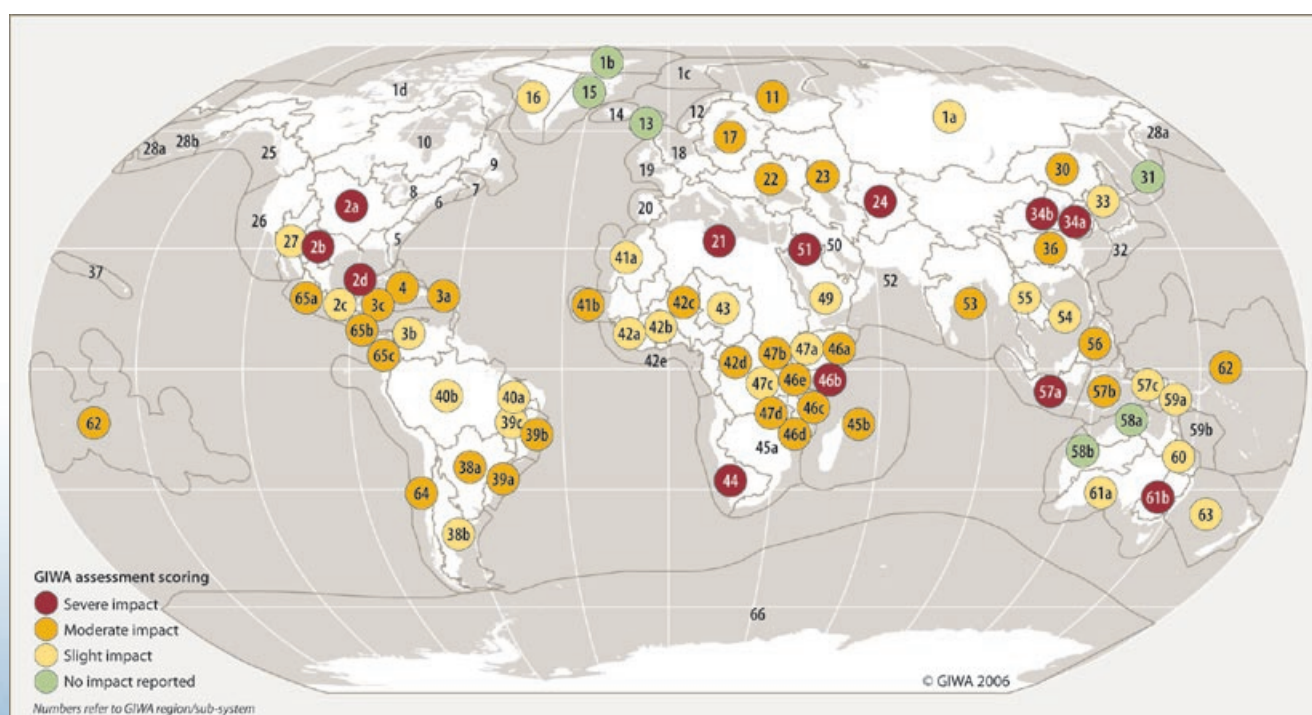 1b
1c
1d
16
15
11
14
12
13
1a
28a
28b
25
10
17
18
28a
9
19
22
23
30
31
8
7
6
2a
20
24
33
34b
34a
26
5
27
2b
21
51
50
36
32
41a
37
2d
4
3a
65a
2c
3c
41b
42c
43
49
52
53
55
54
65b
3b
42a
42b
56
65c
42e
42d
47b
47a
46a
62
40b
40a
47c
46e
46b
57a
57b
57c
59a
62
39c
39b
47d
46c
45b
58a
59b
46d
45a
58b
60
38a
39a
44
64
61a
61b
63
38b
GIWA assessment scoring
Severe impact
Moderate impact
Slight impact
No impact reported
66
© GIWA 2006
Numbers refer to GIWA region/sub-system